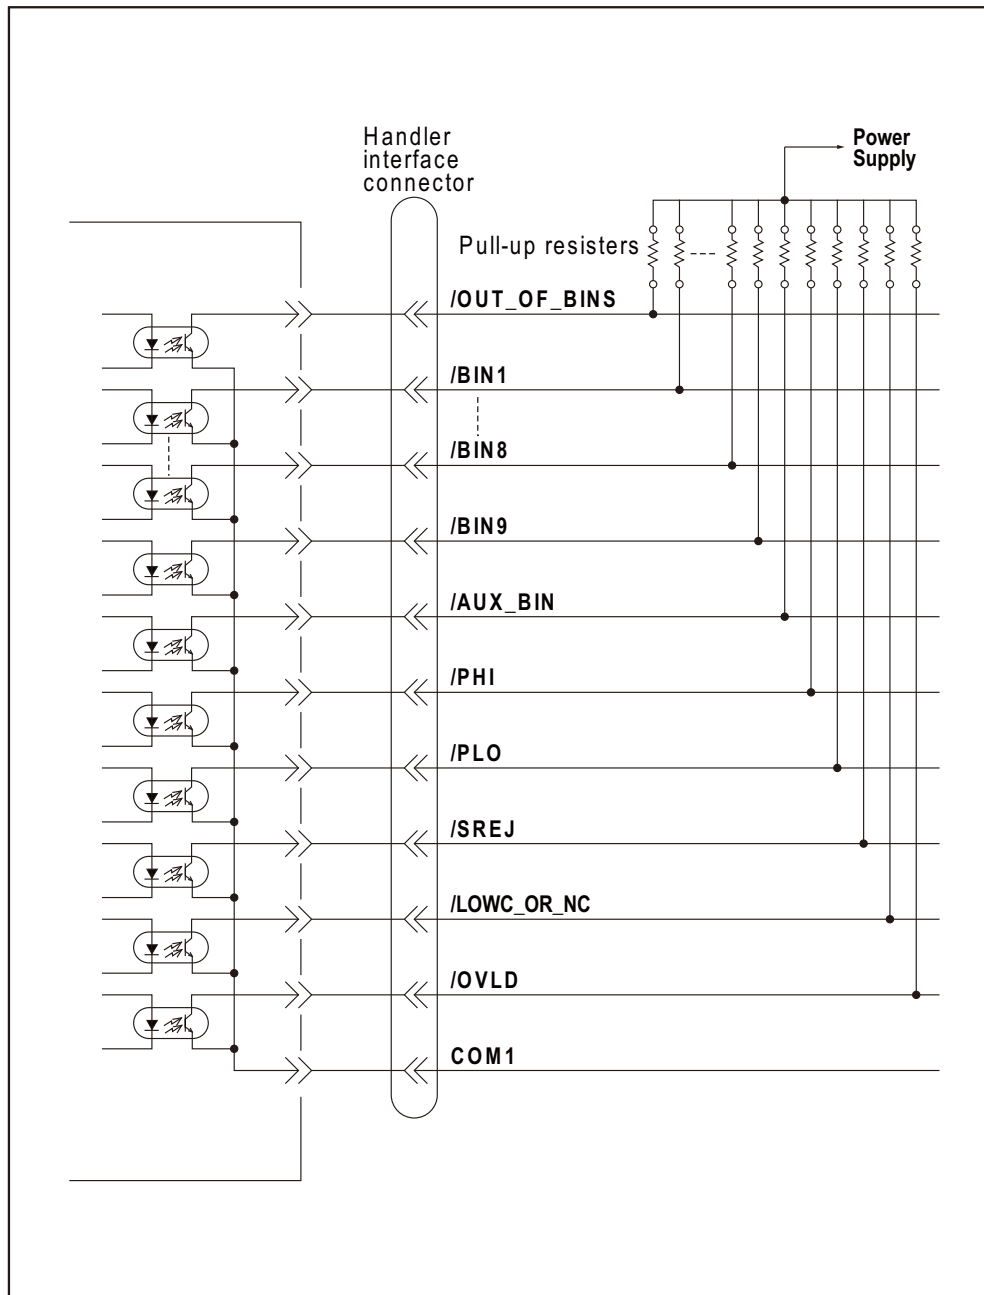 Handler
interface
connector
Power
Supply
Pull-up resisters
/OUT_OF_BINS
/BIN1
/BIN8
/BIN9
/AUX_BIN
/PHI
/PLO
/SREJ
/LOWC_OR_NC
/OVLD
COM1